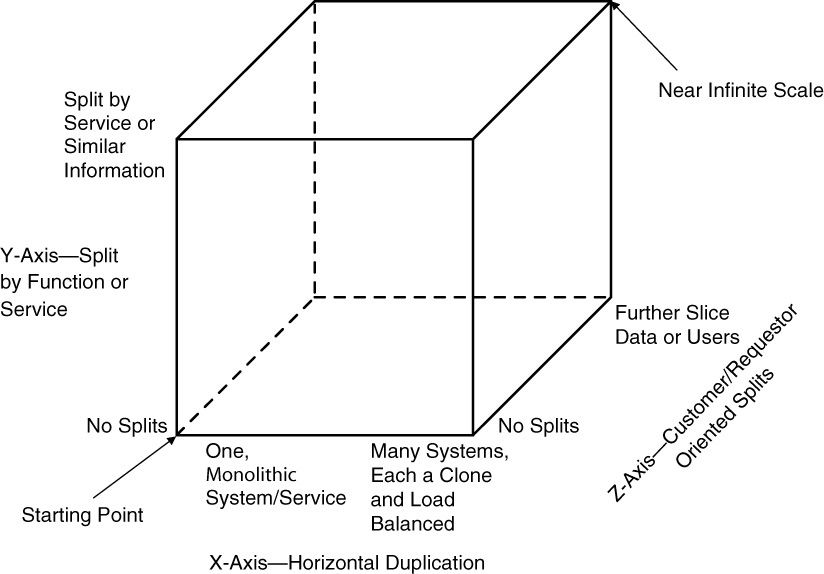 Near Infinite Scale
Split by
Service or
Similar
Information
Y-Axis—Split
by Function or
Service
Further Slice
Data or Users
Z-Axis—Customer/Requestor
Oriented Splits
No Splits
No Splits
One,
Monolithic
System/Service
Many Systems,
Each a Clone
and Load
Balanced
Starting Point
X-Axis—Horizontal Duplication